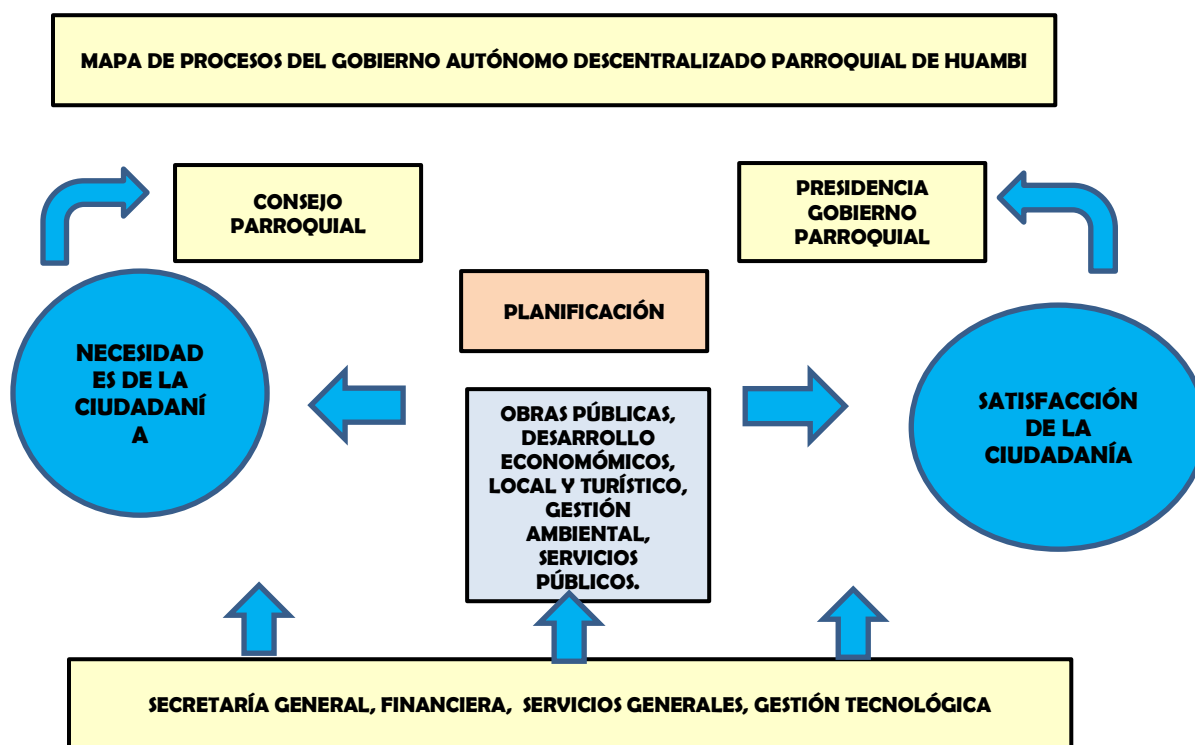 MAPA DE PROCESOS DEL GOBIERNO AUTÓNOMO DESCENTRALIZADO PARROQUIAL DE HUAMBI
CONSEJO
PARROQUIAL
PRESIDENCIA
GOBIERNO
PARROQUIAL
PLANIFICACIÓN
NECESIDAD
ES DE LA
CIUDADANÍ
A
OBRAS PÚBLICAS,
DESARROLLO
ECONOMÓMICOS,
LOCAL Y TURÍSTICO,
GESTIÓN
AMBIENTAL,
SERVICIOS
PÚBLICOS.
SATISFACCIÓN
DE LA
CIUDADANÍA
SECRETARÍA GENERAL, FINANCIERA, SERVICIOS GENERALES, GESTIÓN TECNOLÓGICA